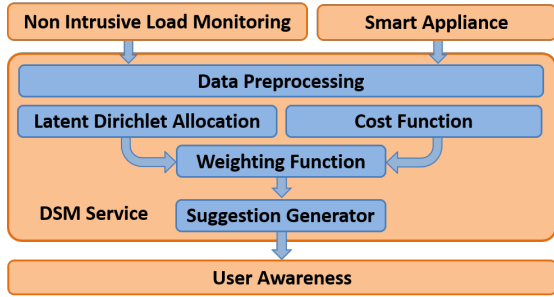 Non Intrusive Load Monitoring
Smart Appliance
Data Preprocessing
Latent Dirichlet Allocation
Cost Function
Weighting Function
DSM Service
Suggestion Generator
User Awareness